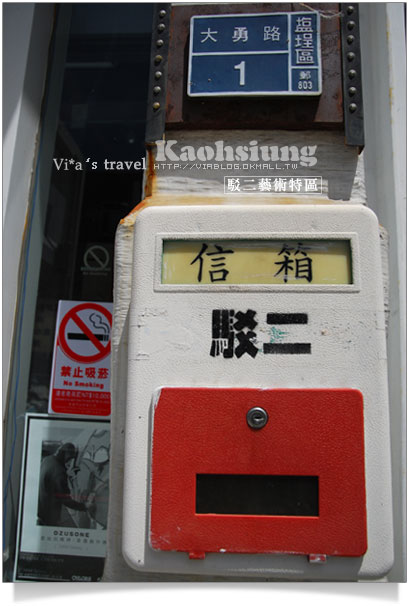 大勇路
塩埕區
1
郵
803
Vi*a's travel Kaohsiung
HTTP://VIABLOG.OKMALL.TW
駁二藝術特區
信箱
駁二
禁止吸菸
No Smoking